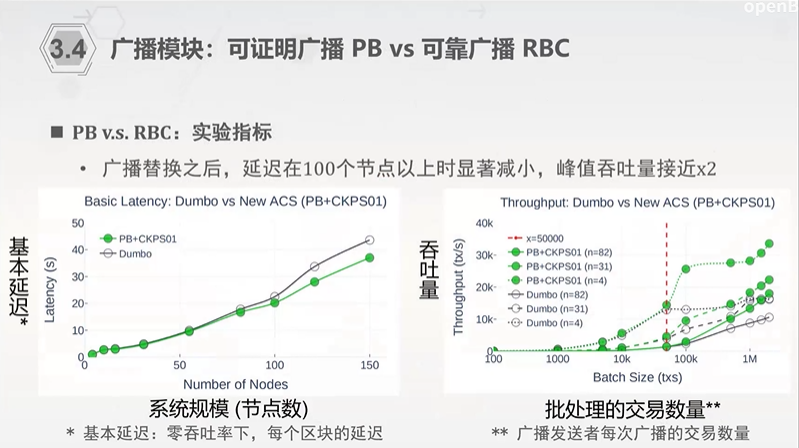 openB
3.4 广播模块：可证明广播 PB vs 可靠广播 RBC
■ PB v.s. RBC：实验指标
• 广播替换之后，延迟在100个节点以上时显著减小，峰值吞吐量接近x2
Basic Latency: Dumbo vs New ACS (PB+CKPS01)
基本延迟*
Latency (s)
50
40
30
20
10
0
PB+CKPS01
Dumbo
0 50 100 150
Number of Nodes
系统规模 (节点数)
* 基本延迟：零吞吐率下，每个区块的延迟
Throughput: Dumbo vs New ACS (PB+CKPS01)
吞吐量
Throughput (tx/s)
40k
30k
20k
10k
0
x=50000
PB+CKPS01 (n=82)
PB+CKPS01 (n=31)
PB+CKPS01 (n=4)
Dumbo (n=82)
Dumbo (n=31)
Dumbo (n=4)
100 1000 10k 100k 1M
Batch Size (txs)
批处理的交易数量**
** 广播发送者每次广播的交易数量